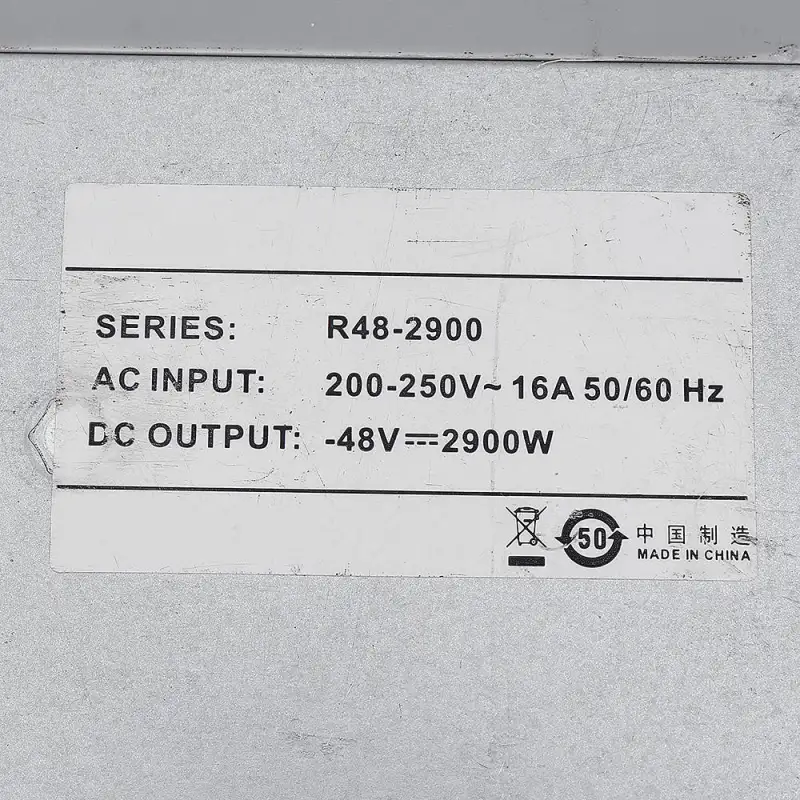 SERIES: R48-2900
AC INPUT: 200-250V~ 16A 50/60 Hz
DC OUTPUT: -48V⎓2900W
50
中国制造
MADE IN CHINA